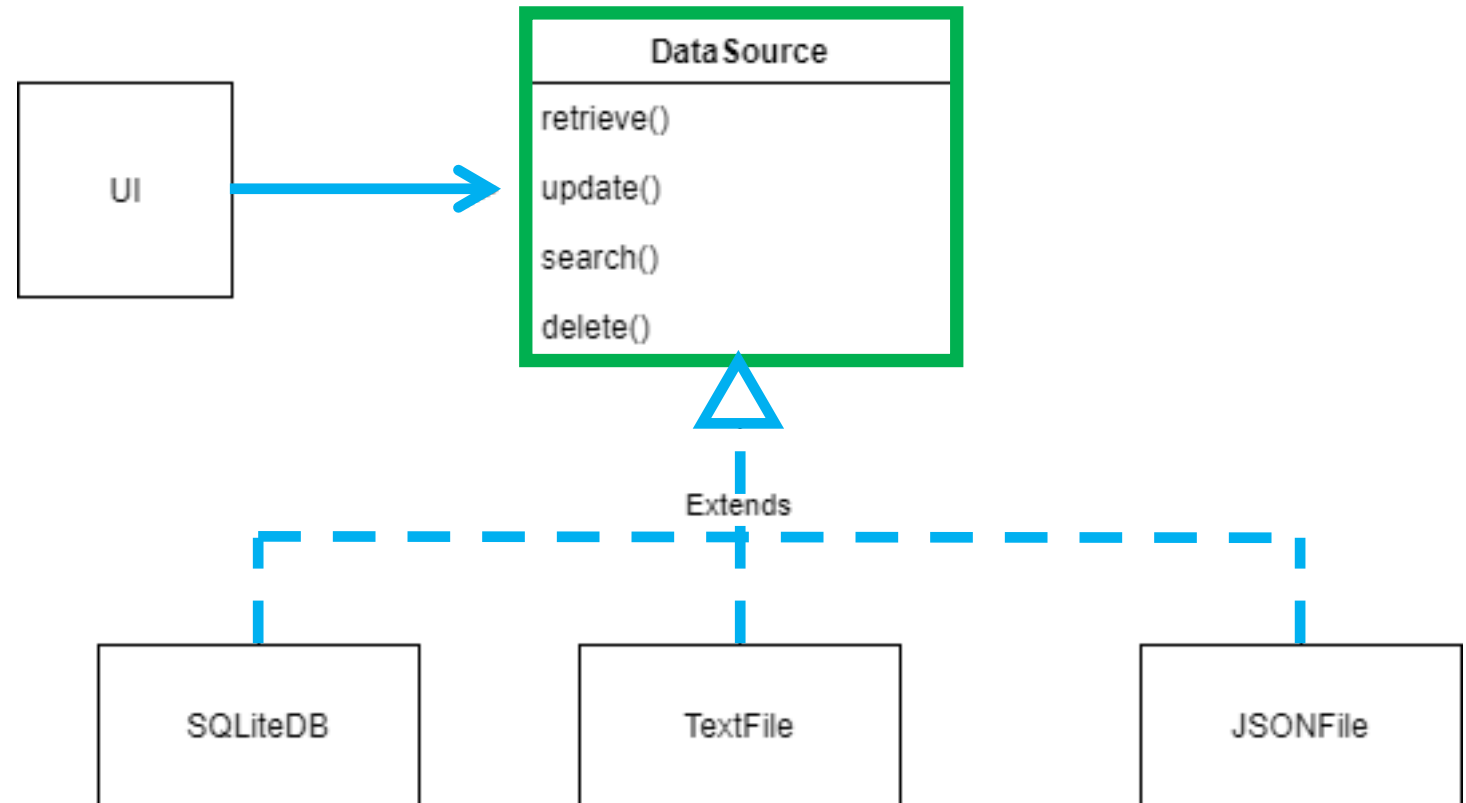 DataSource
retrieve()
UI
update()
search()
delete()
Extends
SQLiteDB
TextFile
JSONFile